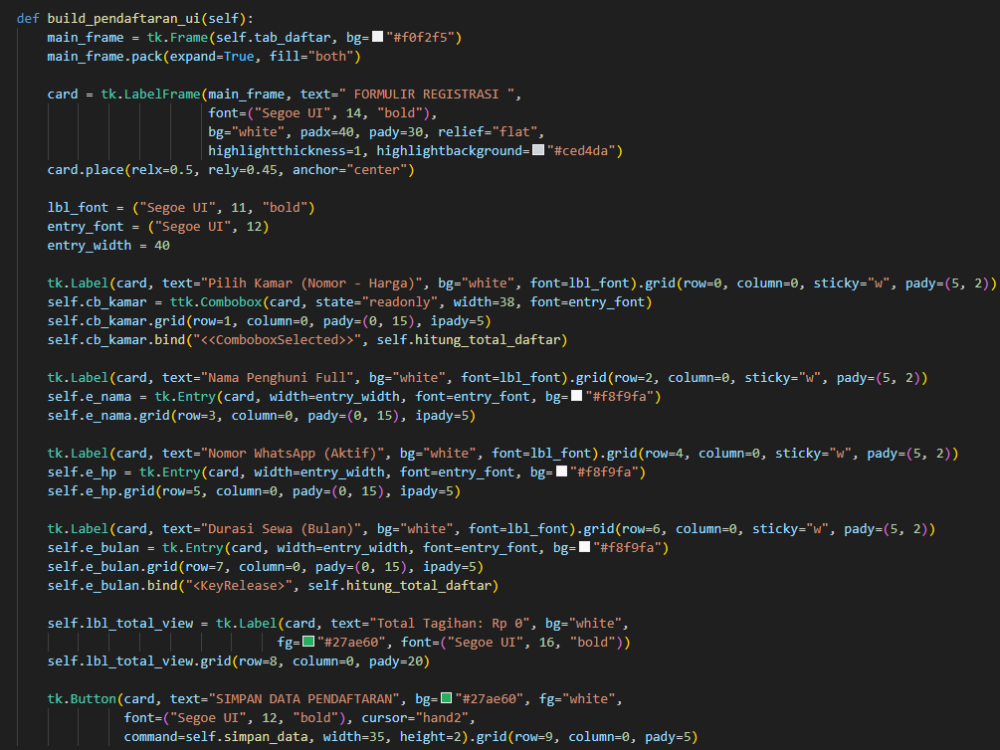 def build_pendaftaran_ui(self):
    main_frame = tk.Frame(self.tab_daftar, bg="#f0f2f5")
    main_frame.pack(expand=True, fill="both")

    card = tk.LabelFrame(main_frame, text=" FORMULIR REGISTRASI ",
                         font=("Segoe UI", 14, "bold"),
                         bg="white", padx=40, pady=30, relief="flat",
                         highlightthickness=1, highlightbackground="#ced4da")
    card.place(relx=0.5, rely=0.45, anchor="center")

    lbl_font = ("Segoe UI", 11, "bold")
    entry_font = ("Segoe UI", 12)
    entry_width = 40

    tk.Label(card, text="Pilih Kamar (Nomor - Harga)", bg="white", font=lbl_font).grid(row=0, column=0, sticky="w", pady=(5, 2))
    self.cb_kamar = ttk.Combobox(card, state="readonly", width=38, font=entry_font)
    self.cb_kamar.grid(row=1, column=0, pady=(0, 15), ipady=5)
    self.cb_kamar.bind("<<ComboboxSelected>>", self.hitung_total_daftar)

    tk.Label(card, text="Nama Penghuni Full", bg="white", font=lbl_font).grid(row=2, column=0, sticky="w", pady=(5, 2))
    self.e_nama = tk.Entry(card, width=entry_width, font=entry_font, bg="#f8f9fa")
    self.e_nama.grid(row=3, column=0, pady=(0, 15), ipady=5)

    tk.Label(card, text="Nomor WhatsApp (Aktif)", bg="white", font=lbl_font).grid(row=4, column=0, sticky="w", pady=(5, 2))
    self.e_hp = tk.Entry(card, width=entry_width, font=entry_font, bg="#f8f9fa")
    self.e_hp.grid(row=5, column=0, pady=(0, 15), ipady=5)

    tk.Label(card, text="Durasi Sewa (Bulan)", bg="white", font=lbl_font).grid(row=6, column=0, sticky="w", pady=(5, 2))
    self.e_bulan = tk.Entry(card, width=entry_width, font=entry_font, bg="#f8f9fa")
    self.e_bulan.grid(row=7, column=0, pady=(0, 15), ipady=5)
    self.e_bulan.bind("<KeyRelease>", self.hitung_total_daftar)

    self.lbl_total_view = tk.Label(card, text="Total Tagihan: Rp 0", bg="white",
                                  fg="#27ae60", font=("Segoe UI", 16, "bold"))
    self.lbl_total_view.grid(row=8, column=0, pady=20)

    tk.Button(card, text="SIMPAN DATA PENDAFTARAN", bg="#27ae60", fg="white",
              font=("Segoe UI", 12, "bold"), cursor="hand2",
              command=self.simpan_data, width=35, height=2).grid(row=9, column=0, pady=5)